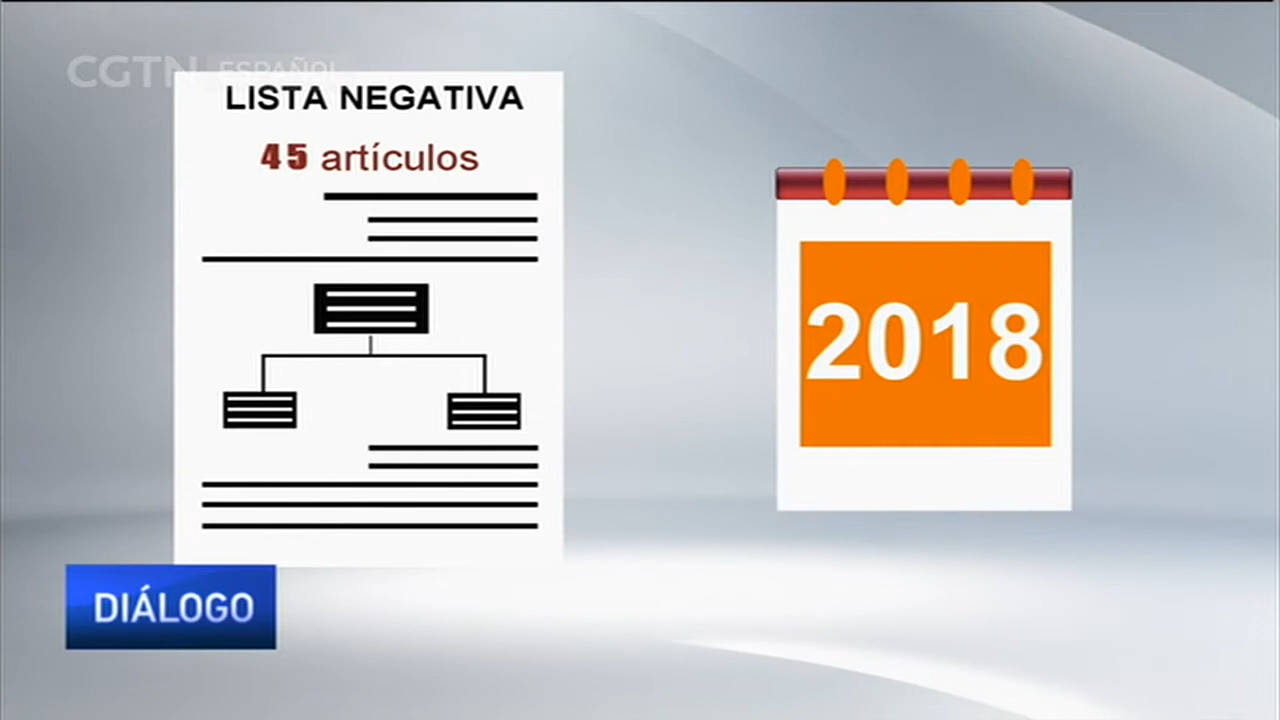 CGTN ESPAÑOL
LISTA NEGATIVA
45 artículos
2018
DIÁLOGO